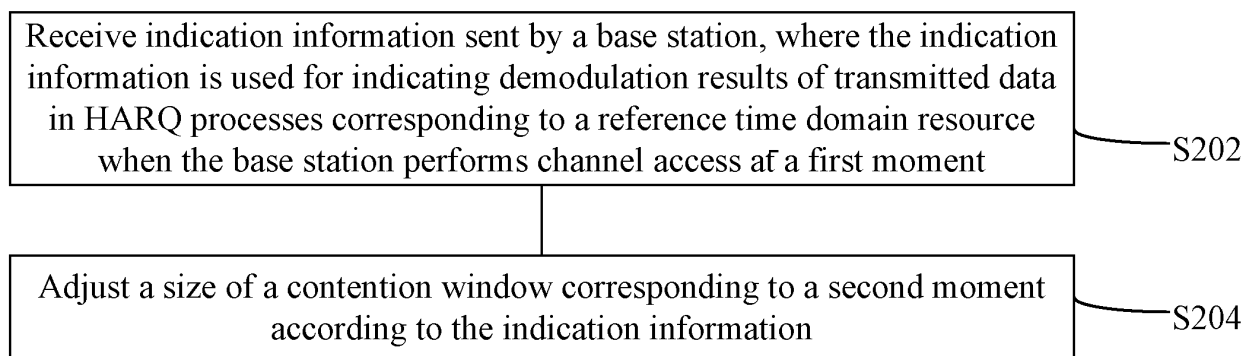 Receive indication information sent by a base station, where the indication
information is used for indicating demodulation results of transmitted data
in HARQ processes corresponding to a reference time domain resource
when the base station performs channel access at a first moment
S202
Adjust a size of a contention window corresponding to a second moment
according to the indication information
S204